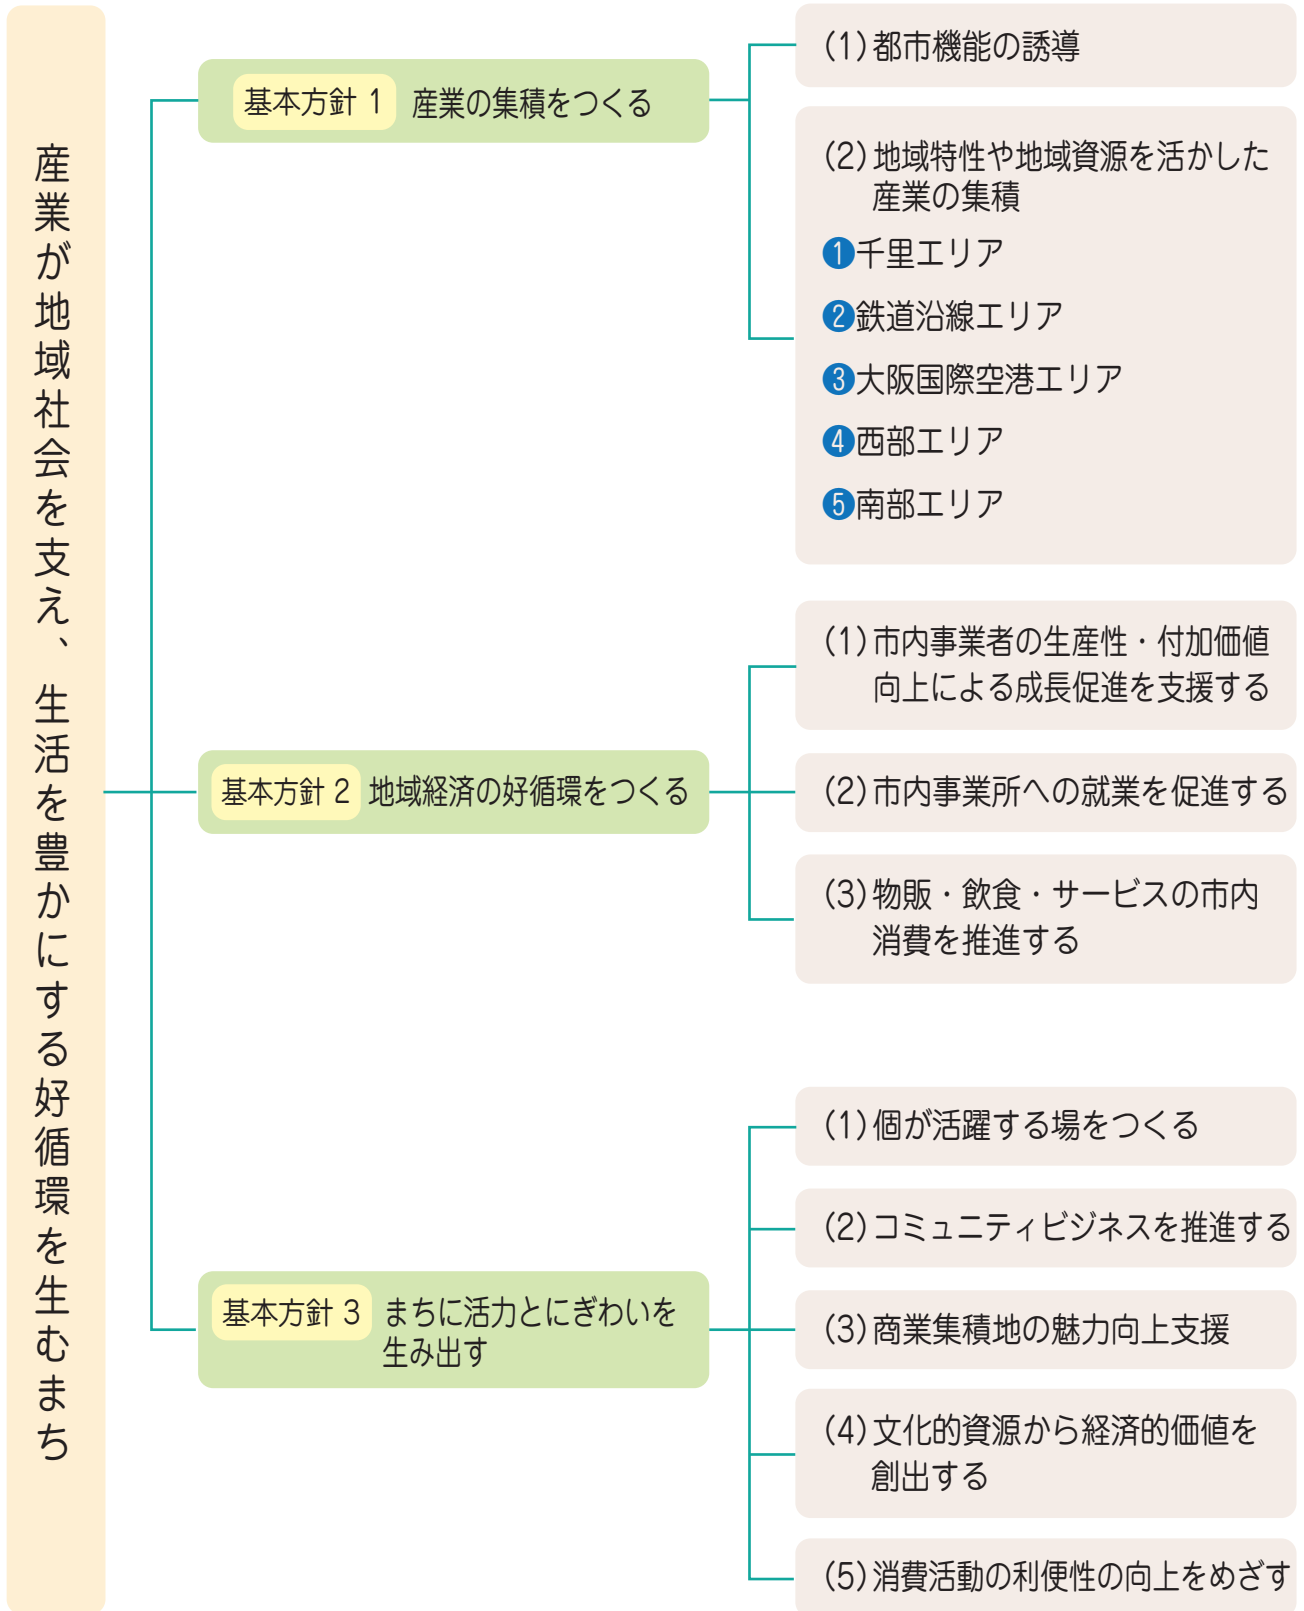 産業が地域社会を支え、生活を豊かにする好循環を生むまち
基本方針 1 産業の集積をつくる
(1)都市機能の誘導
(2)地域特性や地域資源を活かした
産業の集積
❶千里エリア
❷鉄道沿線エリア
❸大阪国際空港エリア
❹西部エリア
❺南部エリア
基本方針 2 地域経済の好循環をつくる
(1)市内事業者の生産性・付加価値
向上による成長促進を支援する
(2)市内事業所への就業を促進する
(3)物販・飲食・サービスの市内
消費を推進する
基本方針 3 まちに活力とにぎわいを
生み出す
(1)個が活躍する場をつくる
(2)コミュニティビジネスを推進する
(3)商業集積地の魅力向上支援
(4)文化的資源から経済的価値を
創出する
(5)消費活動の利便性の向上をめざす